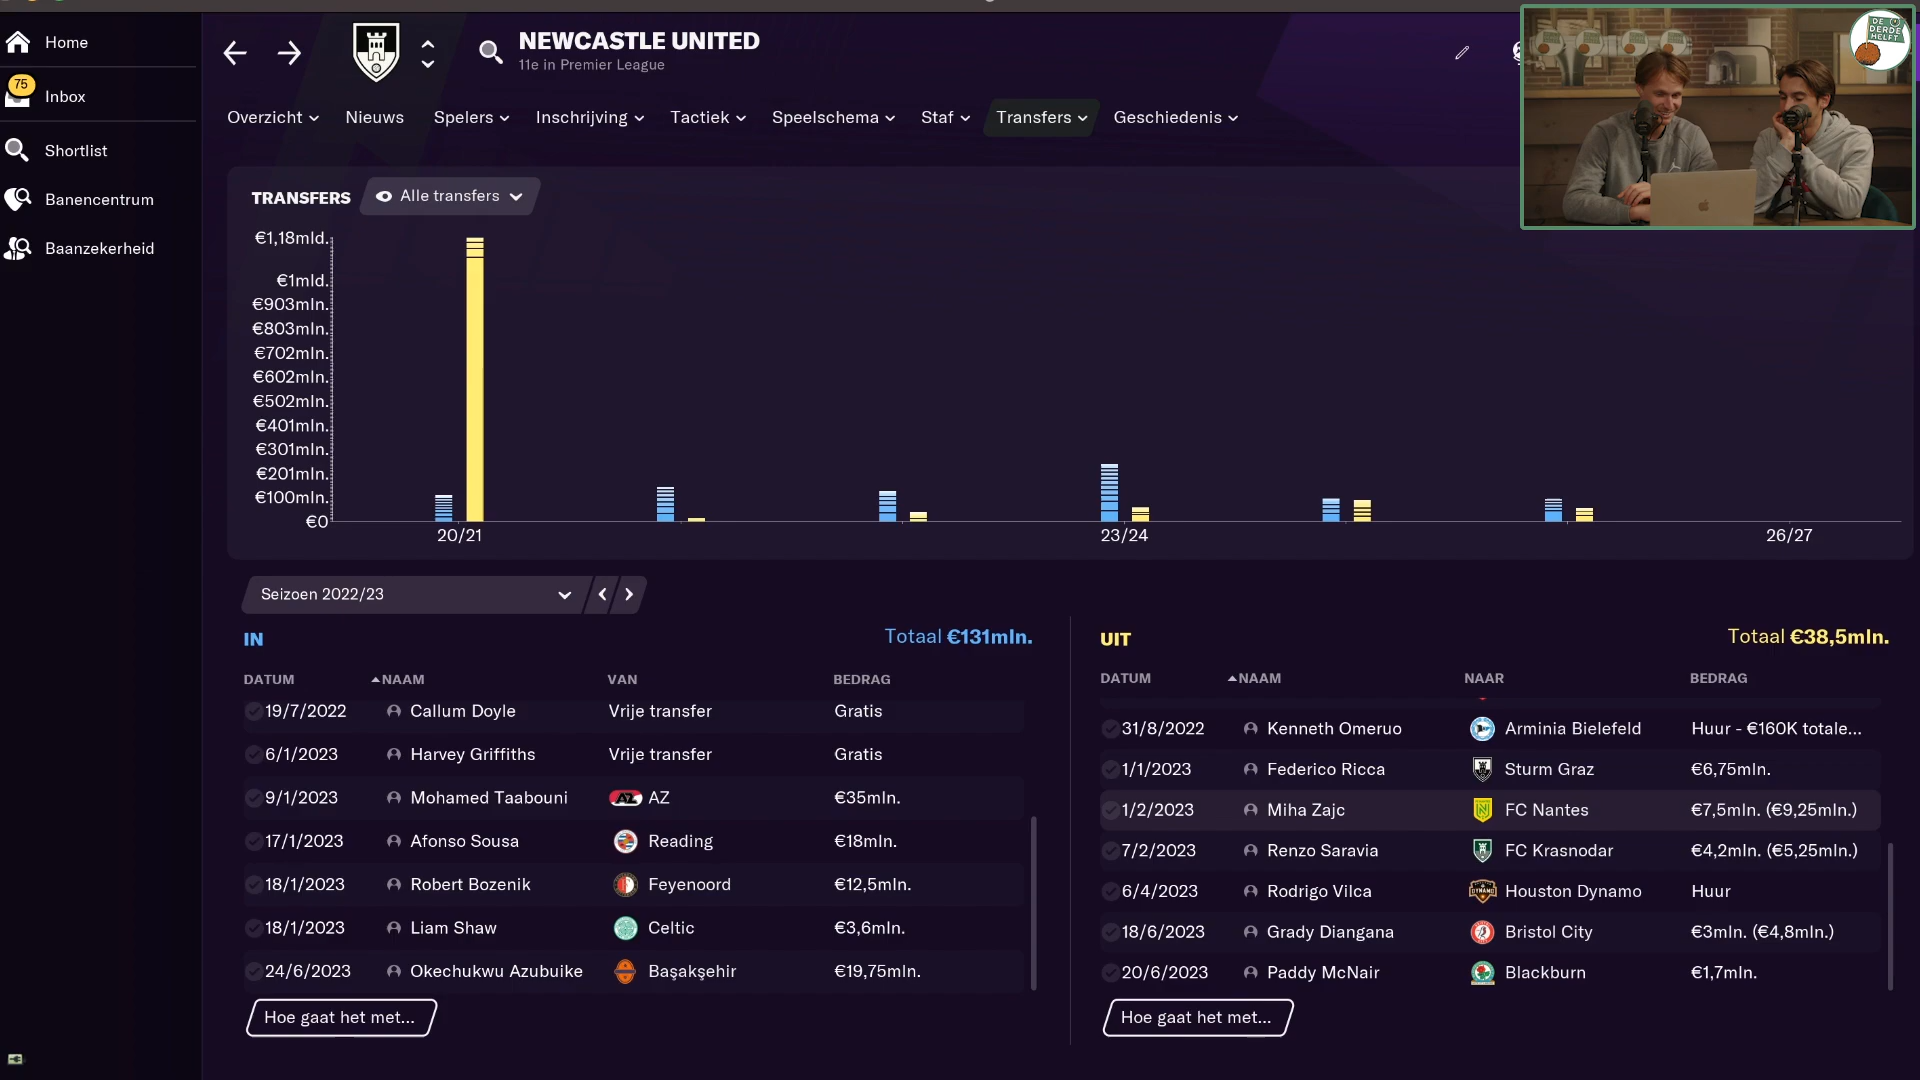 Home
75
Inbox
Shortlist
Banencentrum
Baanzekerheid
NEWCASTLE UNITED
11e in Premier League
DE DERDE HELFT
Overzicht
Nieuws
Spelers
Inschrijving
Tactiek
Speelschema
Staf
Transfers
Geschiedenis
TRANSFERS
Alle transfers
€1,18mld.
€1mld.
€903mln.
€803mln.
€702mln.
€602mln.
€502mln.
€401mln.
€301mln.
€201mln.
€100mln.
€0
20/21
23/24
26/27
Seizoen 2022/23
IN
Totaal €131mln.
DATUM NAAM VAN BEDRAG
19/7/2022 Callum Doyle Vrije transfer Gratis
6/1/2023 Harvey Griffiths Vrije transfer Gratis
9/1/2023 Mohamed Taabouni AZ €35mln.
17/1/2023 Afonso Sousa Reading €18mln.
18/1/2023 Robert Bozenik Feyenoord €12,5mln.
18/1/2023 Liam Shaw Celtic €3,6mln.
24/6/2023 Okechukwu Azubuike Başakşehir €19,75mln.
Hoe gaat het met...
UIT
Totaal €38,5mln.
DATUM NAAM NAAR BEDRAG
31/8/2022 Kenneth Omeruo Arminia Bielefeld Huur - €160K totale...
1/1/2023 Federico Ricca Sturm Graz €6,75mln.
1/2/2023 Miha Zajc FC Nantes €7,5mln. (€9,25mln.)
7/2/2023 Renzo Saravia FC Krasnodar €4,2mln. (€5,25mln.)
6/4/2023 Rodrigo Vilca Houston Dynamo Huur
18/6/2023 Grady Diangana Bristol City €3mln. (€4,8mln.)
20/6/2023 Paddy McNair Blackburn €1,7mln.
Hoe gaat het met...